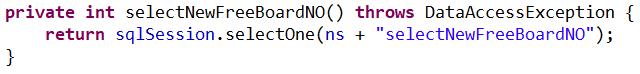 private int selectNewFreeBoardNO() throws DataAccessException {
    return sqlSession.selectOne(ns + "selectNewFreeBoardNO");
}